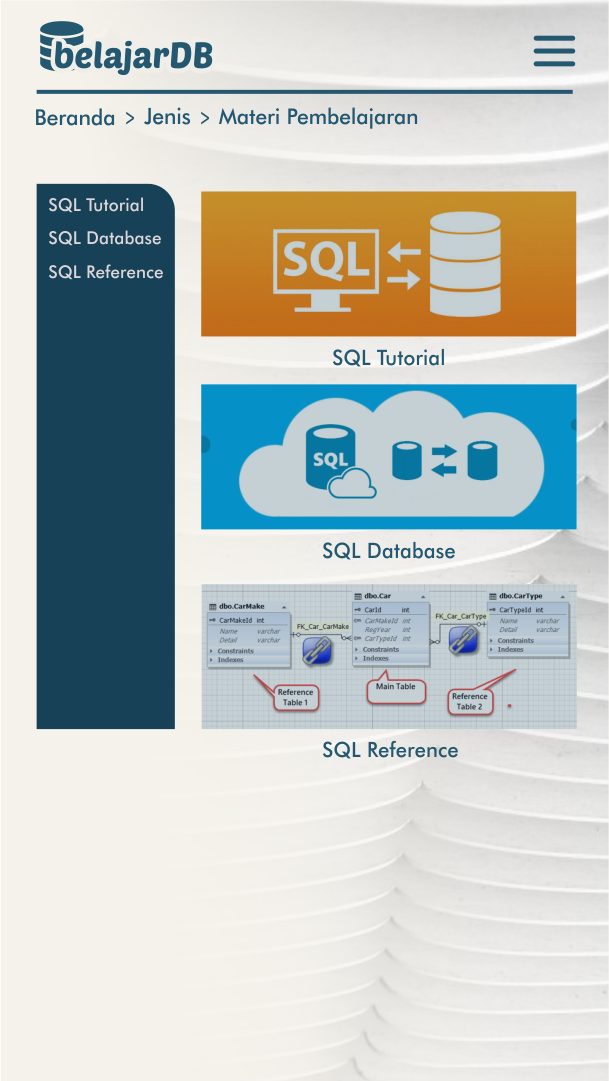 belajarDB
Beranda > Jenis > Materi Pembelajaran
SQL Tutorial
SQL Database
SQL Reference
SQL
SQL Tutorial
SQL
SQL Database
dbo.CarMake
CarMakeId int
Name varchar
Detail varchar
Constraints
Indexes
FK_Car_CarMake
dbo.Car
CarId int
CarMakeId int
RegYear int
CarTypeId int
Constraints
Indexes
FK_Car_CarType
dbo.CarType
CarTypeId int
Name varchar
Detail varchar
Constraints
Indexes
Reference
Table 1
Main Table
Reference
Table 2
SQL Reference